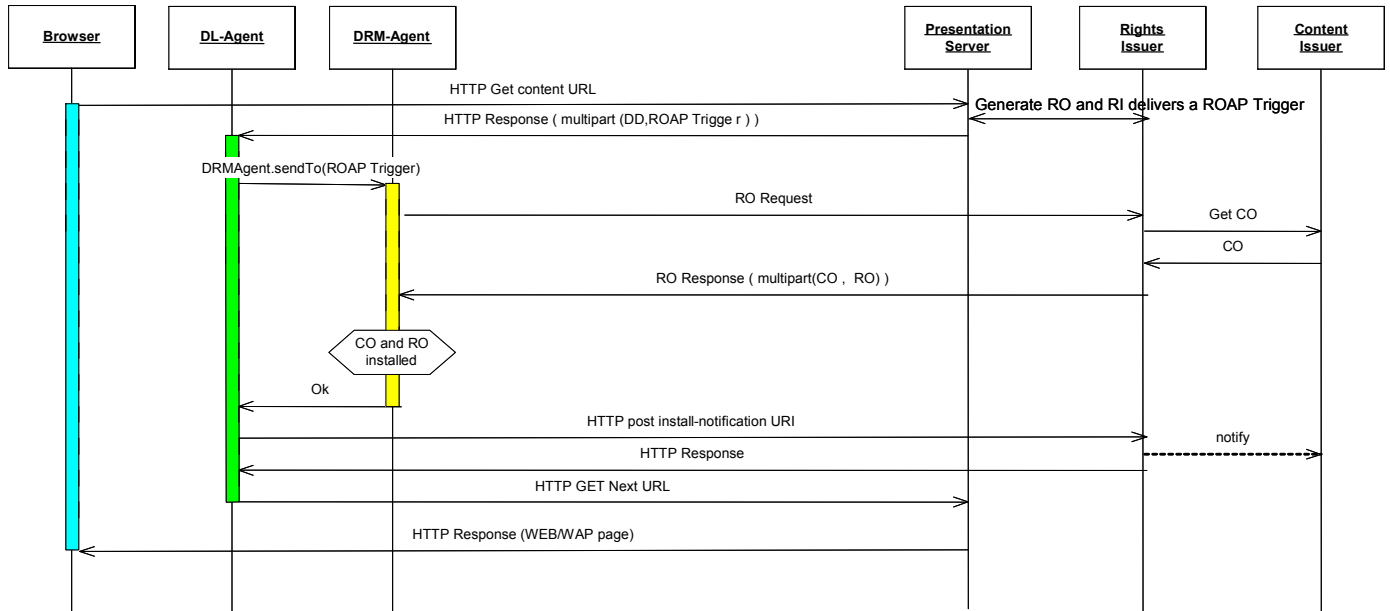 Browser
DL-Agent
DRM-Agent
Presentation
Server
Rights
Issuer
Content
Issuer
HTTP Get content URL
Generate RO and RI delivers a ROAP Trigger
HTTP Response ( multipart (DD,ROAP Trigge r ) )
DRMAgent.sendTo(ROAP Trigger)
RO Request
Get CO
CO
RO Response ( multipart(CO , RO) )
CO and RO
installed
Ok
HTTP post install-notification URI
notify
HTTP Response
HTTP GET Next URL
HTTP Response (WEB/WAP page)